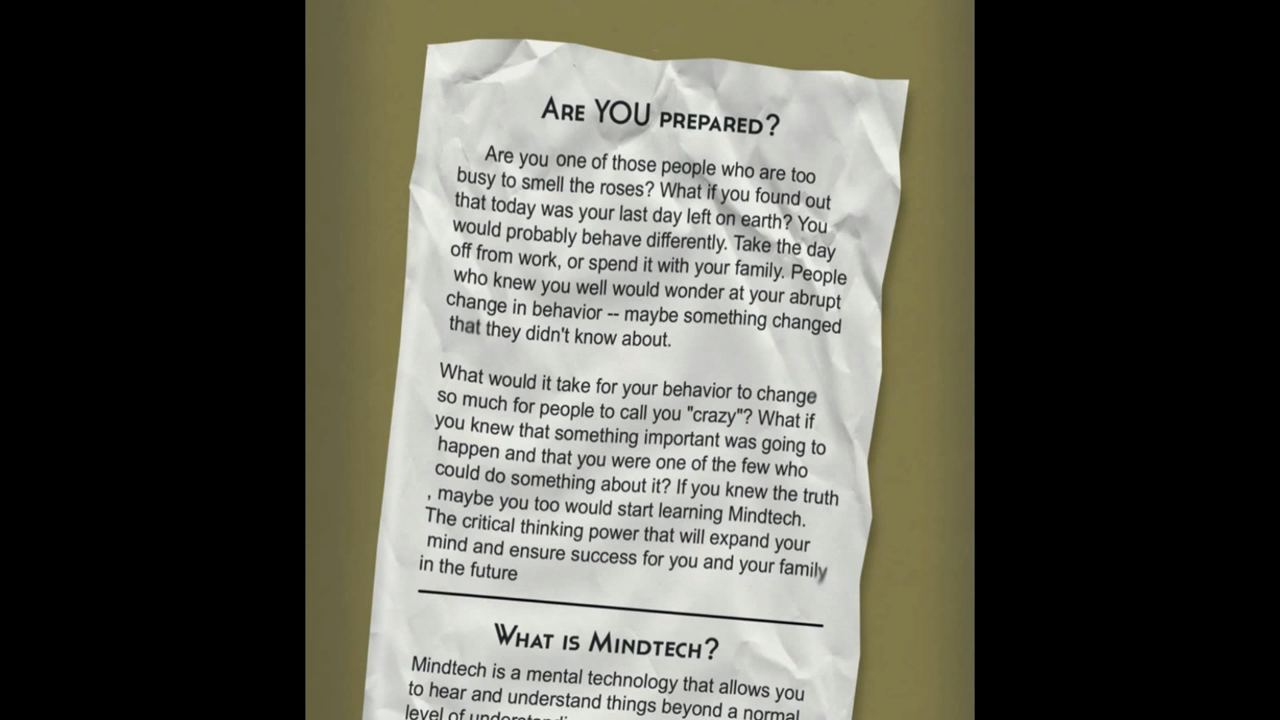 Are YOU prepared?
Are you one of those people who are too
busy to smell the roses? What if you found out
that today was your last day left on earth? You
would probably behave differently. Take the day
off from work, or spend it with your family. People
who knew you well would wonder at your abrupt
change in behavior -- maybe something changed
that they didn't know about.
What would it take for your behavior to change
so much for people to call you "crazy"? What if
you knew that something important was going to
happen and that you were one of the few who
could do something about it? If you knew the truth
, maybe you too would start learning Mindtech.
The critical thinking power that will expand your
mind and ensure success for you and your family
in the future
What is Mindtech?
Mindtech is a mental technology that allows you
to hear and understand things beyond a normal
level of